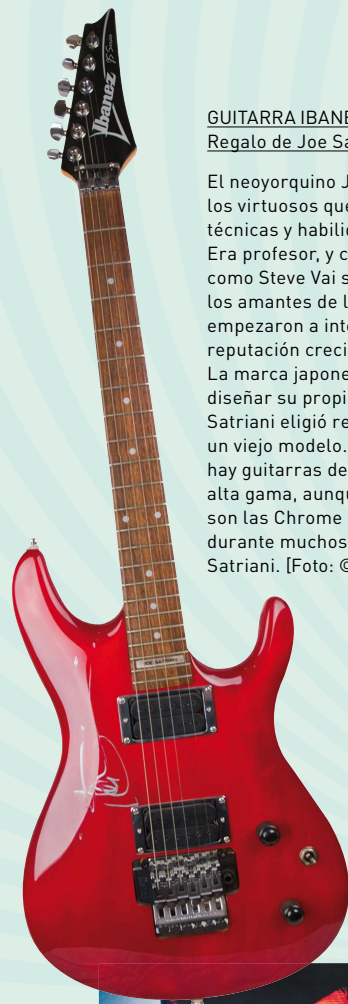 Ibanez
GUITARRA IBANE
Regalo de Joe Sa
El neoyorquino J
los virtuosos que
técnicas y habilid
Era profesor, y c
como Steve Vai s
los amantes de l
empezaron a inte
reputación creci
La marca japone
diseñar su propi
Satriani eligió re
un viejo modelo.
hay guitarras de
alta gama, aunqu
son las Chrome
durante muchos
Satriani. [Foto: ©
JOE SATRIANI